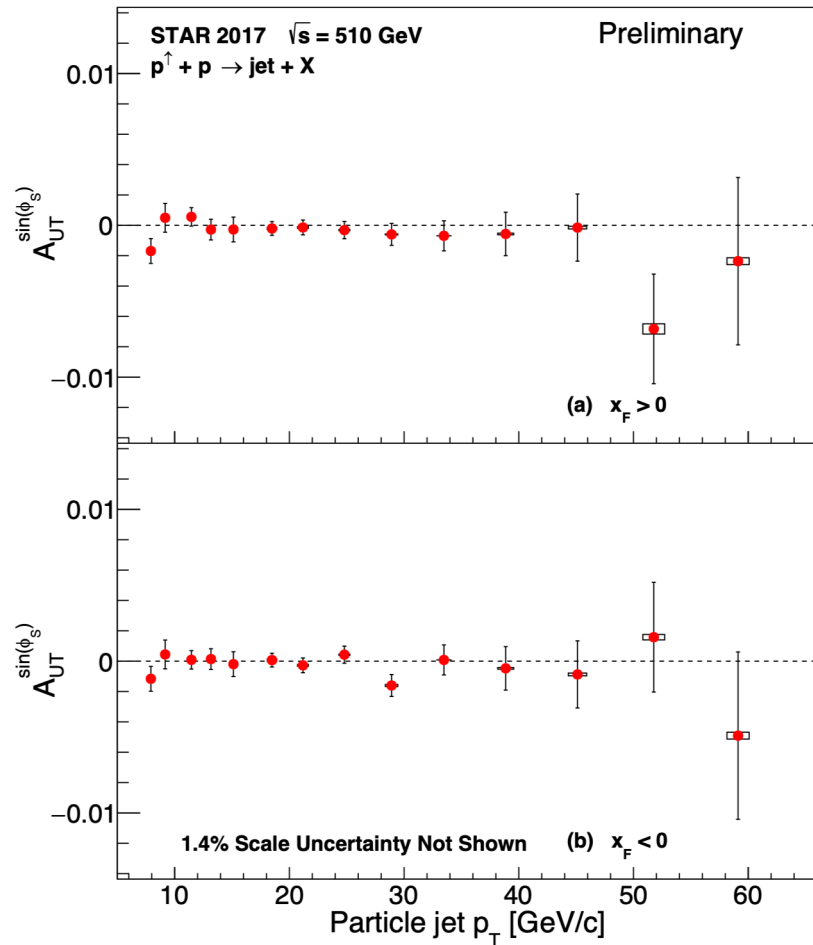 STAR 2017 √s = 510 GeV Preliminary
p↑ + p → jet + X
0.01
0
−0.01
A_UT^sin(ϕ_S)
(a) x_F > 0
0.01
0
−0.01
A_UT^sin(ϕ_S)
1.4% Scale Uncertainty Not Shown (b) x_F < 0
10 20 30 40 50 60
Particle jet p_T [GeV/c]